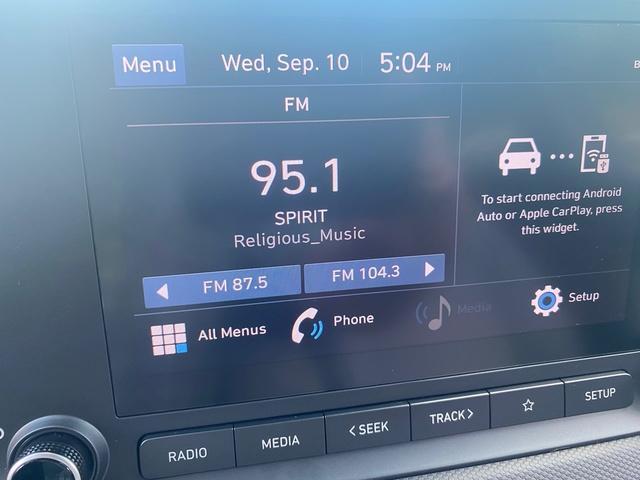 Menu
Wed, Sep. 10
5:04 PM
B
FM
95.1
SPIRIT
Religious_Music
FM 87.5
FM 104.3
To start connecting Android
Auto or Apple CarPlay, press
this widget.
All Menus
Phone
Media
Setup
RADIO
MEDIA
< SEEK
TRACK >
SETUP